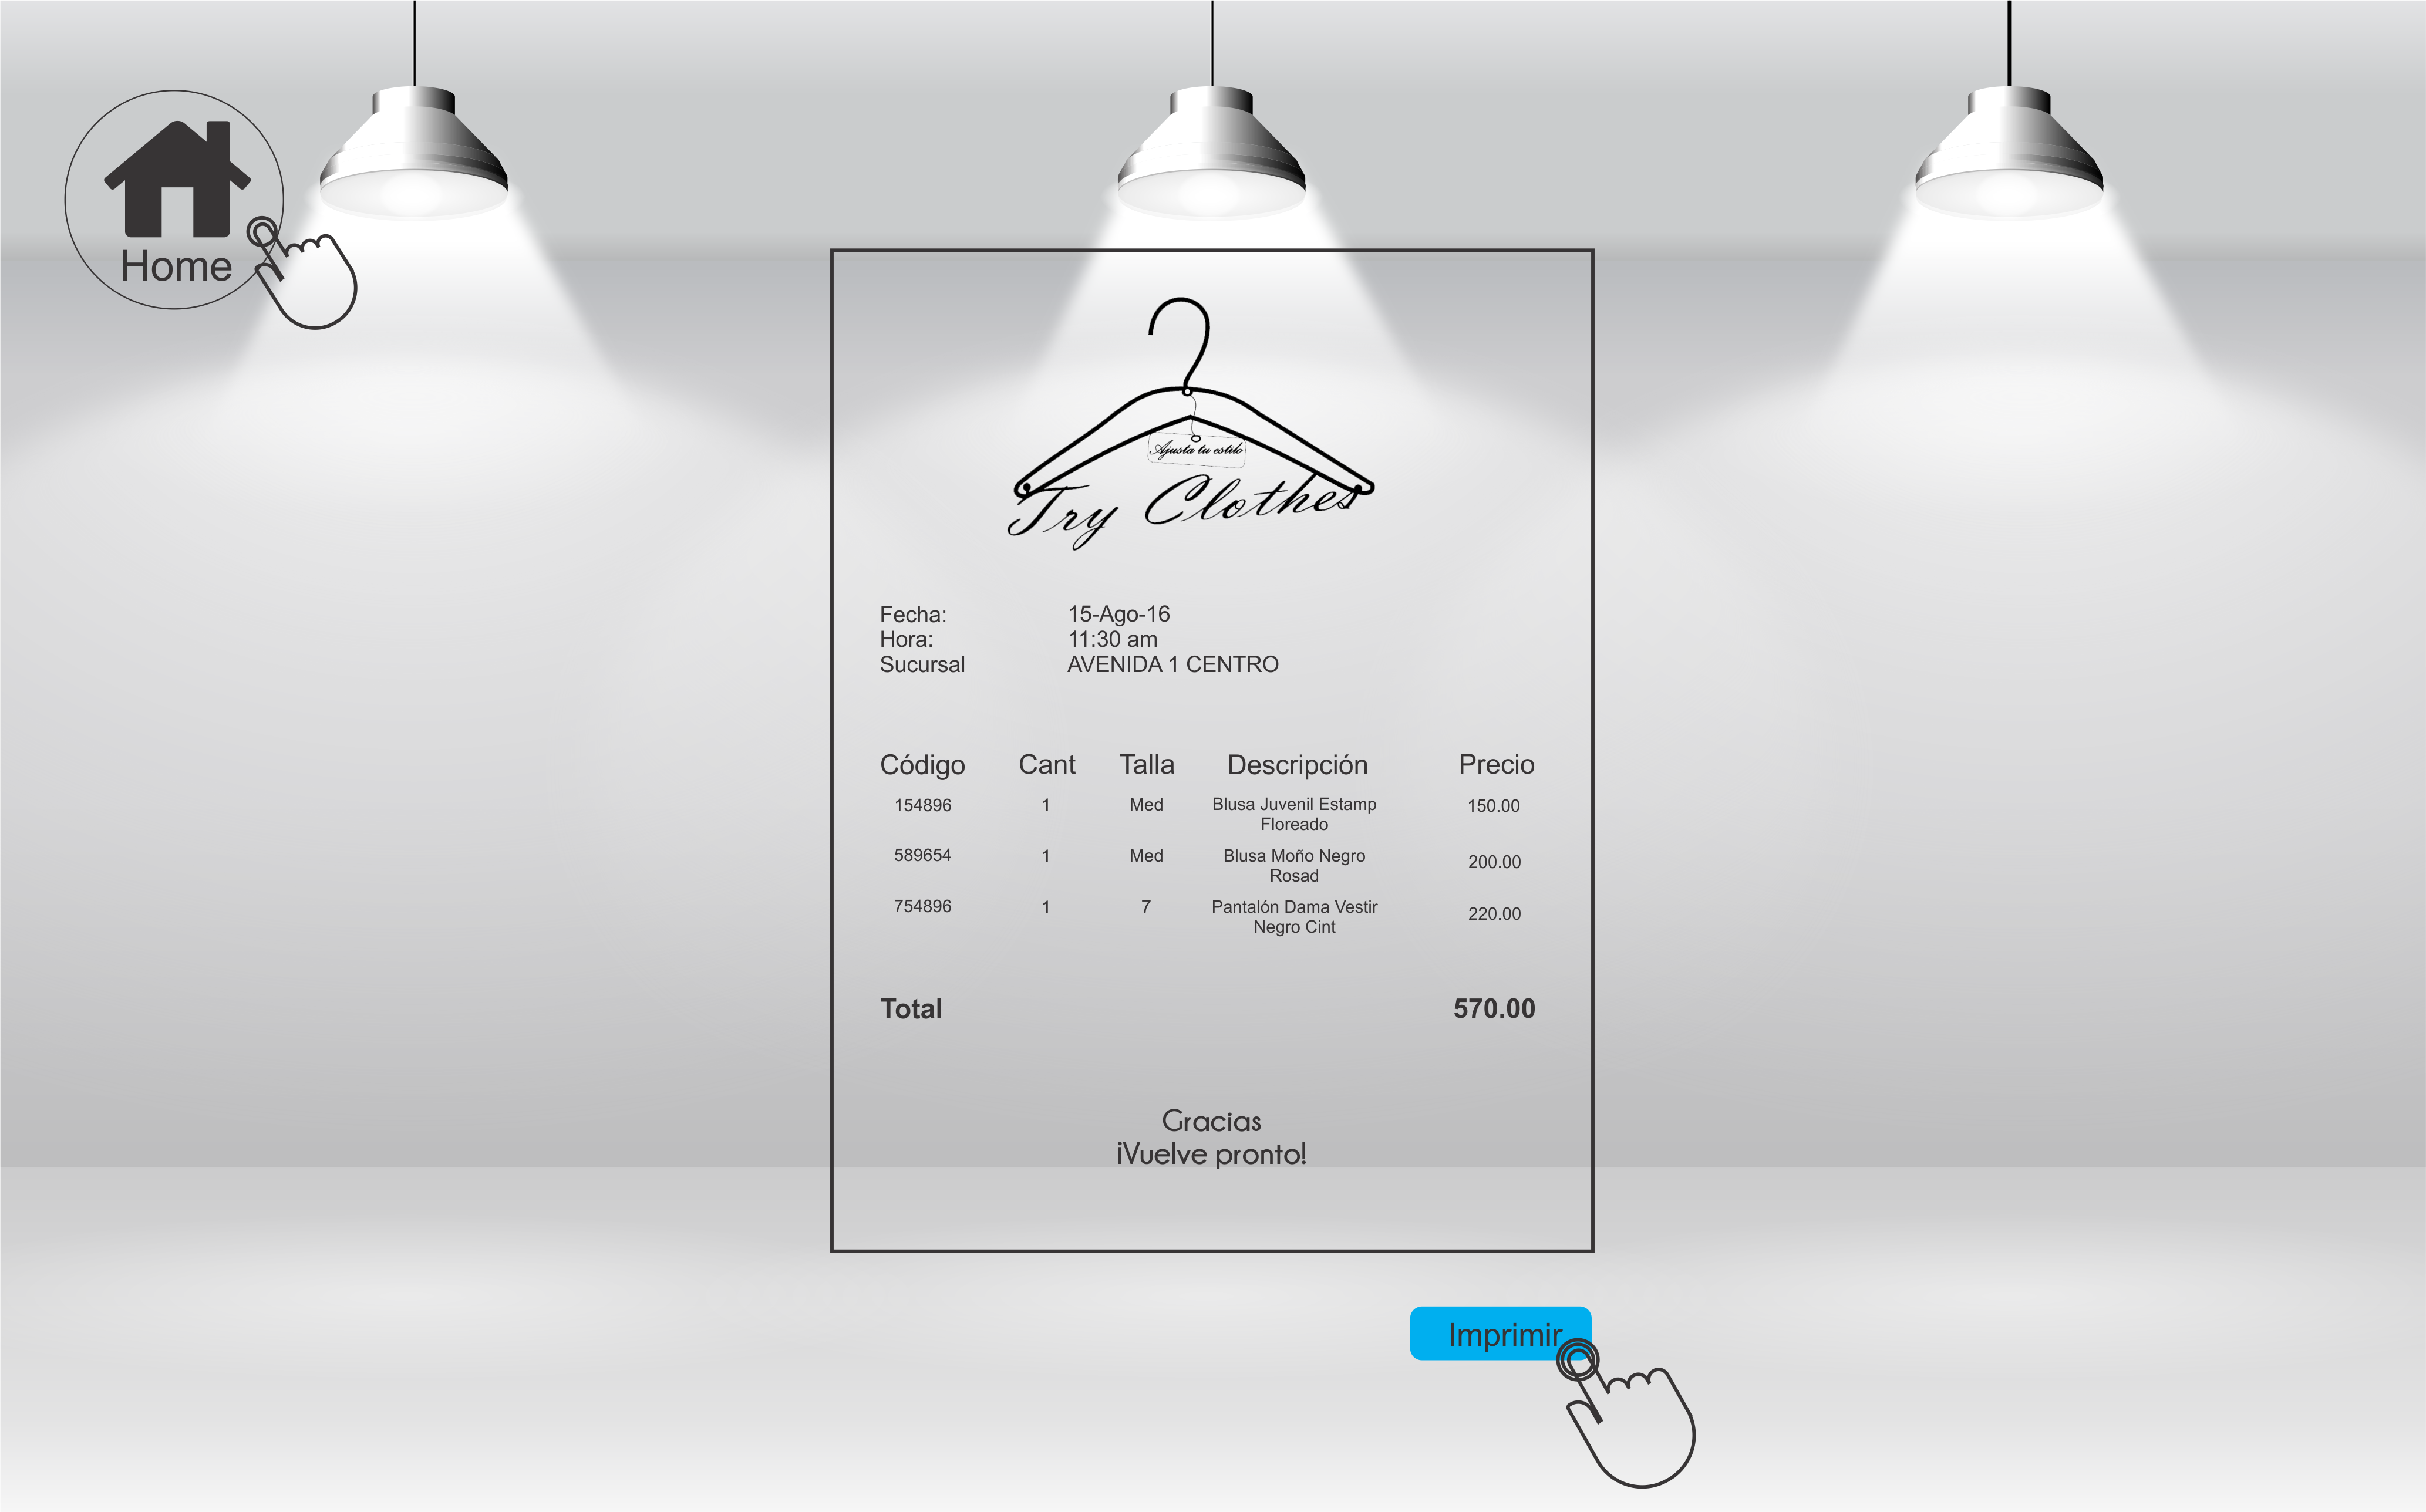 Home
Ajusta tu estilo
Try Clothes
Fecha: 15-Ago-16
Hora: 11:30 am
Sucursal AVENIDA 1 CENTRO
Código Cant Talla Descripción Precio
154896 1 Med Blusa Juvenil Estamp 150.00
Floreado
589654 1 Med Blusa Moño Negro 200.00
Rosad
754896 1 7 Pantalón Dama Vestir 220.00
Negro Cint
Total 570.00
Gracias
¡Vuelve pronto!
Imprimir